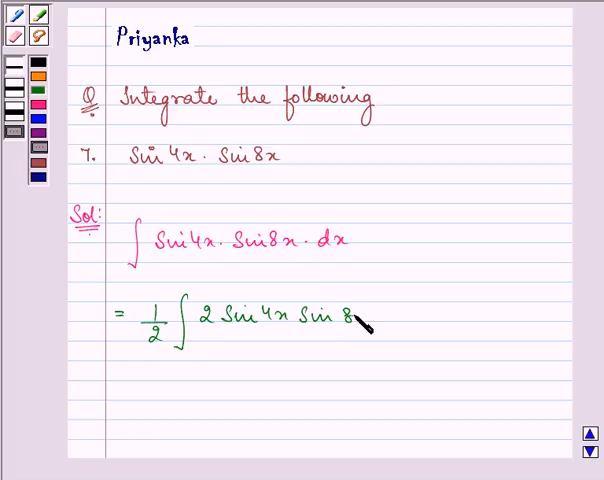 Priyanka
Q Integrate the following
7. Sin 4x . Sin 8x
Sol:
∫ Sin 4x . Sin 8x . dx
= 1/2 ∫ 2 Sin 4x Sin 8